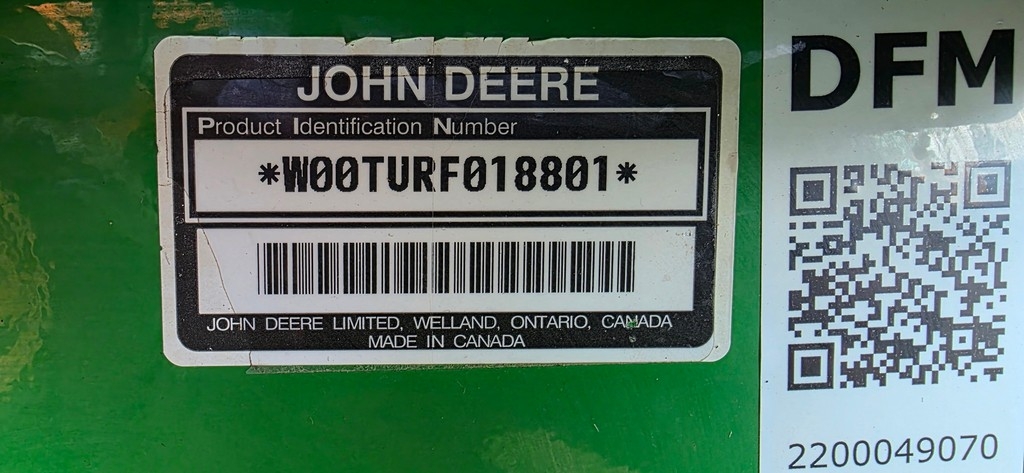 JOHN DEERE
Product Identification Number
*W00TURF018801*
JOHN DEERE LIMITED, WELLAND, ONTARIO, CANADA
MADE IN CANADA
DFM
2200049070